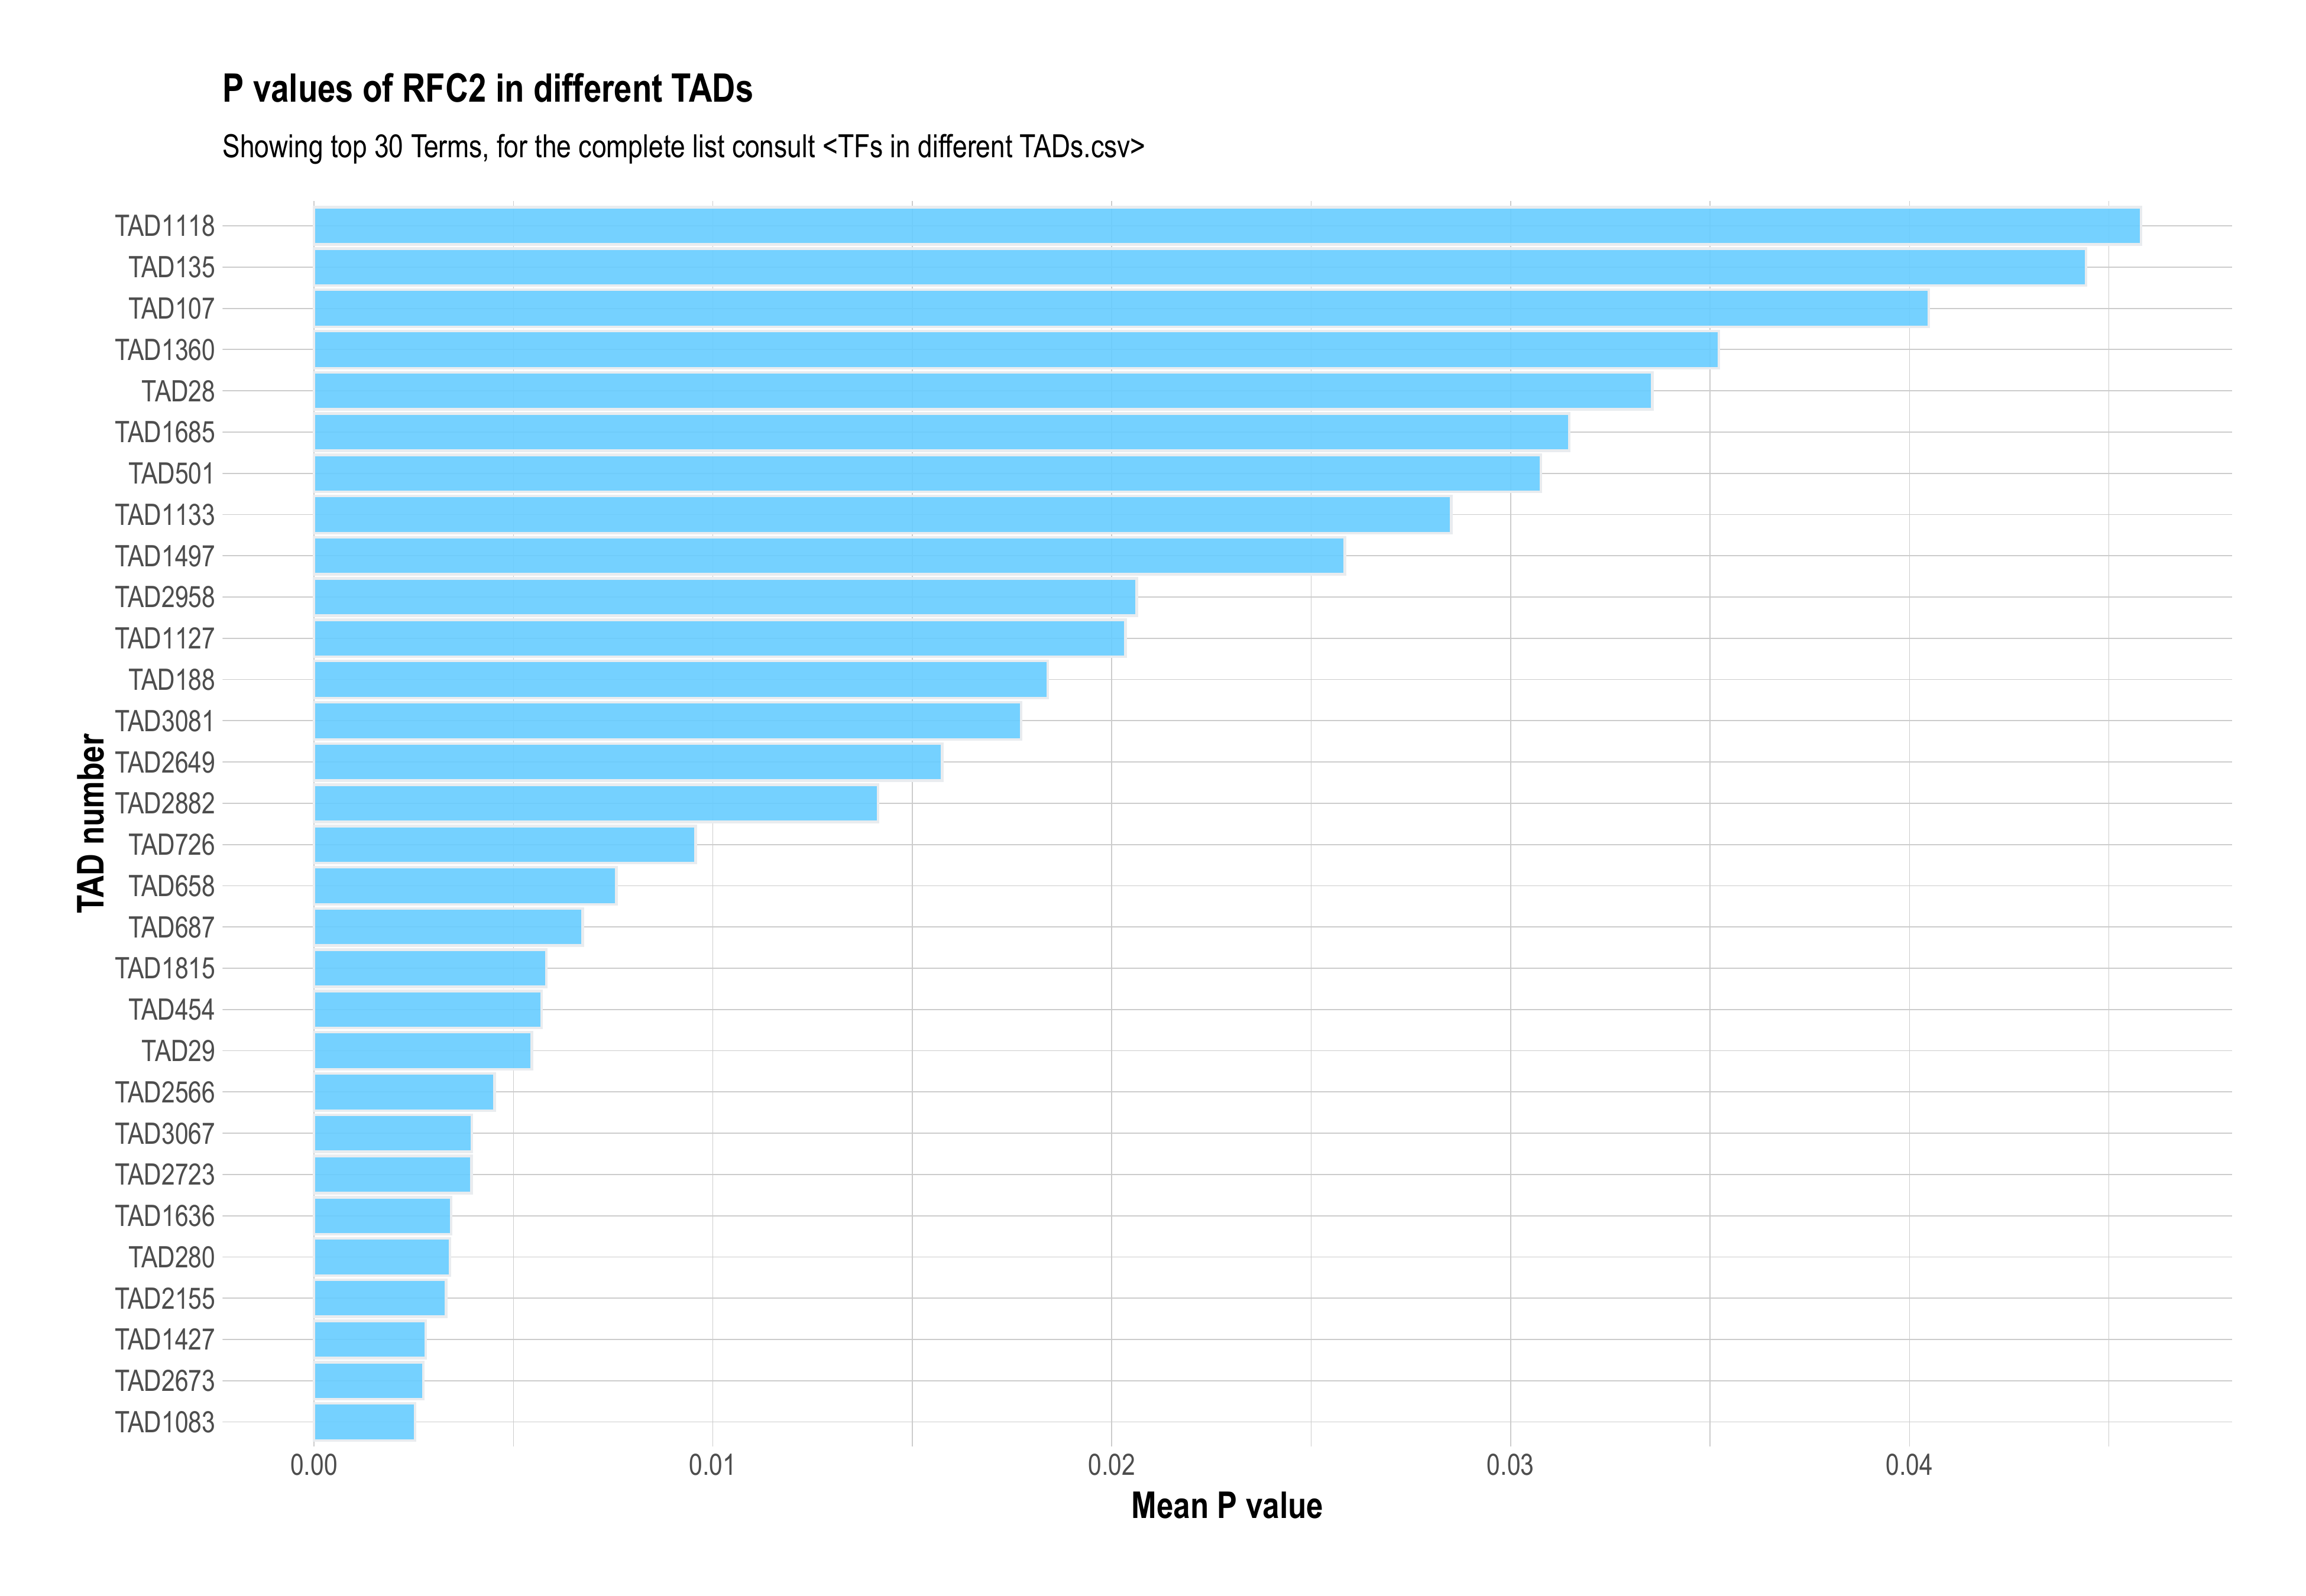 P values of RFC2 in different TADs
Showing top 30 Terms, for the complete list consult <TFs in different TADs.csv>
TAD number
TAD1118
TAD135
TAD107
TAD1360
TAD28
TAD1685
TAD501
TAD1133
TAD1497
TAD2958
TAD1127
TAD188
TAD3081
TAD2649
TAD2882
TAD726
TAD658
TAD687
TAD1815
TAD454
TAD29
TAD2566
TAD3067
TAD2723
TAD1636
TAD280
TAD2155
TAD1427
TAD2673
TAD1083
0.00 0.01 0.02 0.03 0.04
Mean P value